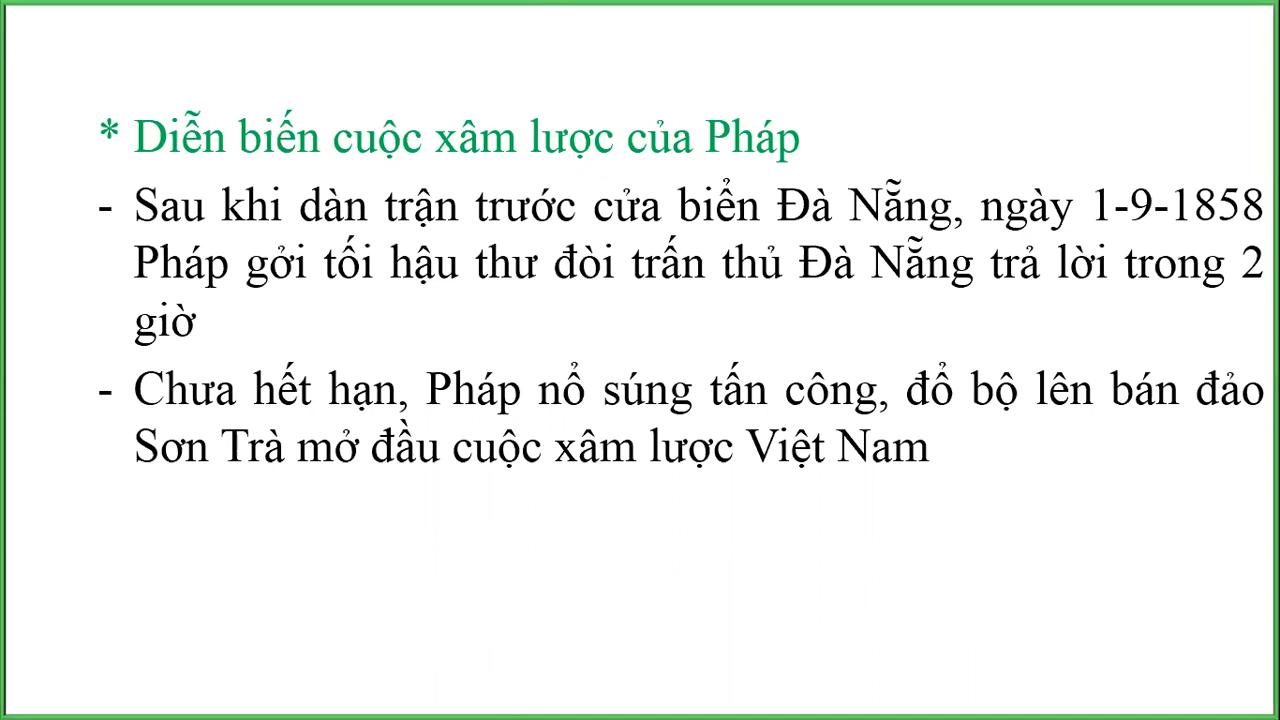 * Diễn biến cuộc xâm lược của Pháp
- Sau khi dàn trận trước cửa biển Đà Nẵng, ngày 1-9-1858
Pháp gởi tối hậu thư đòi trấn thủ Đà Nẵng trả lời trong 2
giờ
- Chưa hết hạn, Pháp nổ súng tấn công, đổ bộ lên bán đảo
Sơn Trà mở đầu cuộc xâm lược Việt Nam